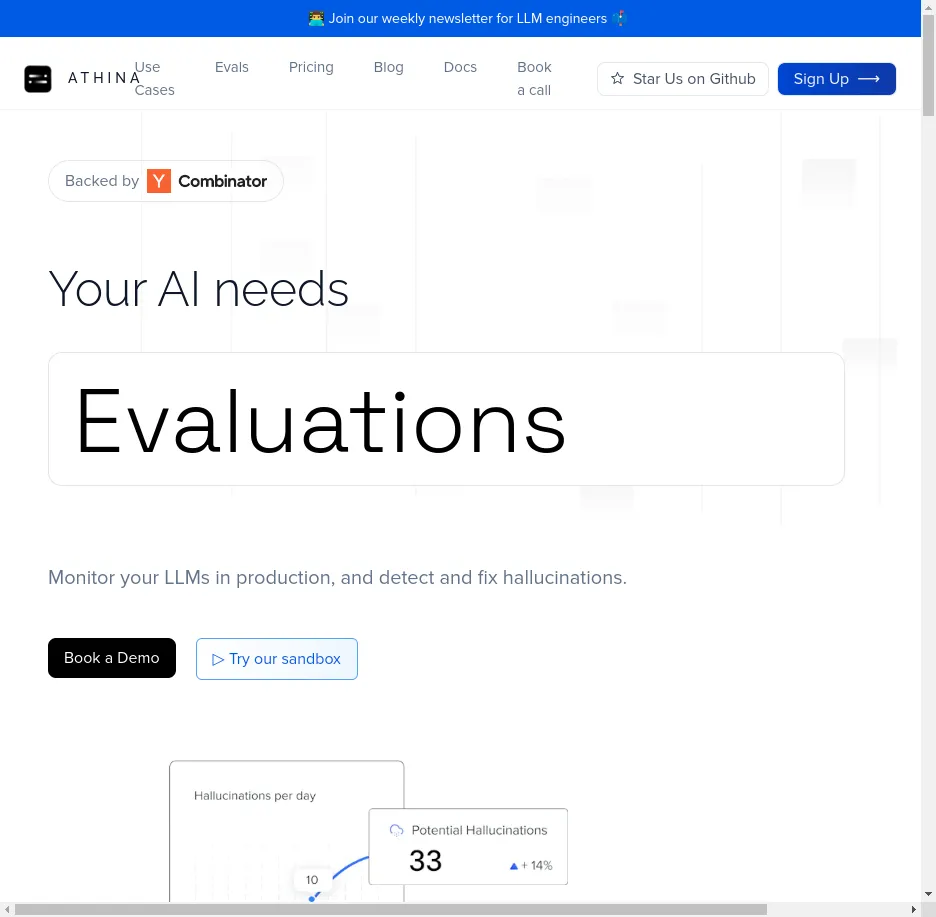 👨‍💻 Join our weekly newsletter for LLM engineers 📬
ATHINA
Use Cases
Evals
Pricing
Blog
Docs
Book a call
Star Us on Github
Sign Up ⟶
Backed by Y Combinator
Your AI needs
Evaluations
Monitor your LLMs in production, and detect and fix hallucinations.
Book a Demo
▷ Try our sandbox
Hallucinations per day
Potential Hallucinations
33
▲ + 14%
10